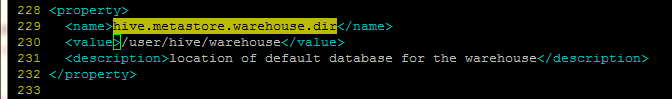 228 <property>
229   <name>hive.metastore.warehouse.dir</name>
230   <value>/user/hive/warehouse</value>
231   <description>location of default database for the warehouse</description>
232 </property>
233